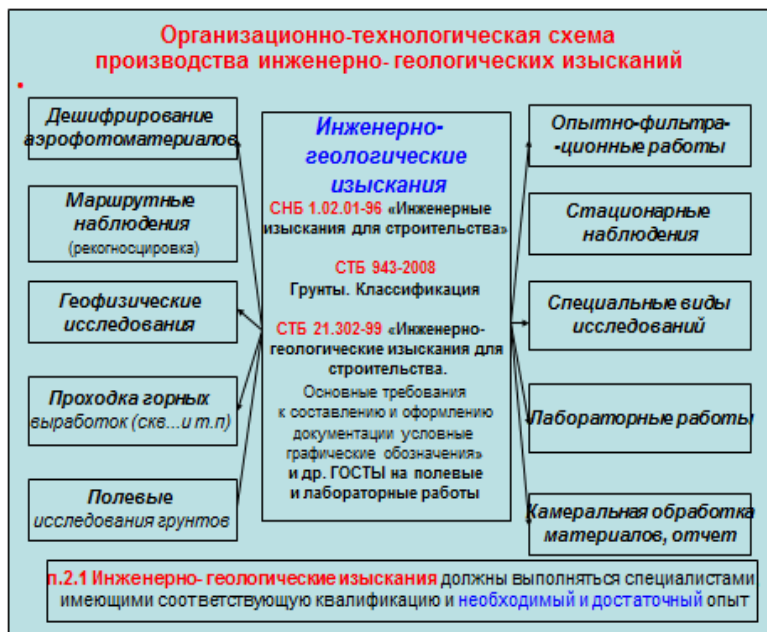 Организационно-технологическая схема
производства инженерно- геологических изысканий
Дешифрирование
аэрофотоматериалов
Маршрутные
наблюдения
(рекогносцировка)
Геофизические
исследования
Проходка горных
выработок (скв...и т.п)
Полевые
исследования грунтов
Инженерно-
геологические
изыскания
СНБ 1.02.01-96 «Инженерные
изыскания для строительства»
СТБ 943-2008
Грунты. Классификация
СТБ 21.302-99 «Инженерно-
геологические изыскания для
строительства.
Основные требования
к составлению и оформлению
документации условные
графические обозначения»
и др. ГОСТЫ на полевые
и лабораторные работы
Опытно-фильтра-
-ционные работы
Стационарные
наблюдения
Специальные виды
исследований
Лабораторные работы
Камеральная обработка
материалов, отчет
п.2.1 Инженерно- геологические изыскания должны выполняться специалистами
имеющими соответствующую квалификацию и необходимый и достаточный опыт